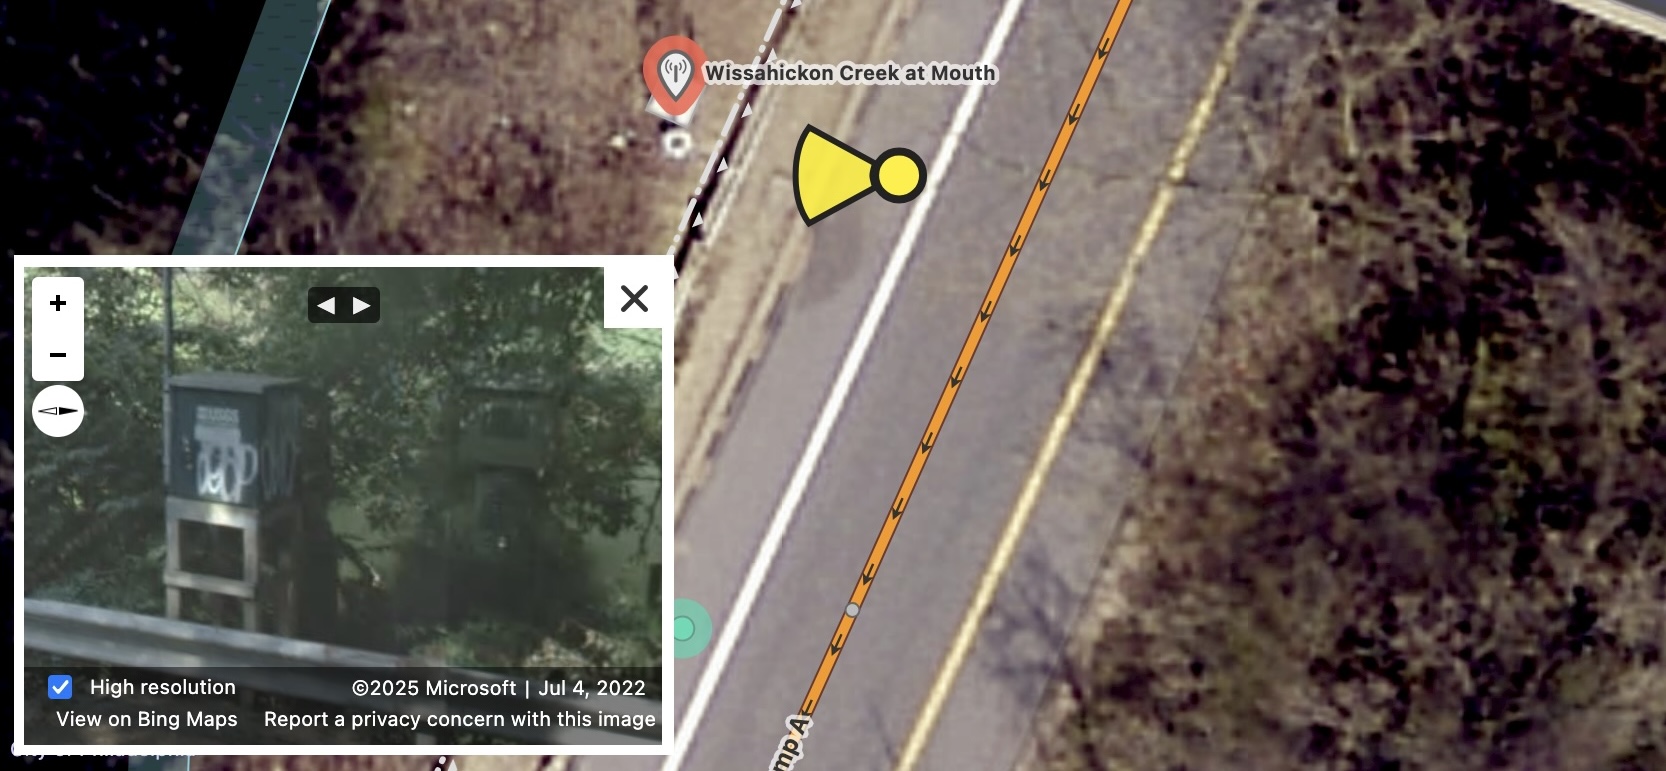 Wissahickon Creek at Mouth
+
−
High resolution
©2025 Microsoft | Jul 4, 2022
View on Bing Maps
Report a privacy concern with this image
mp A